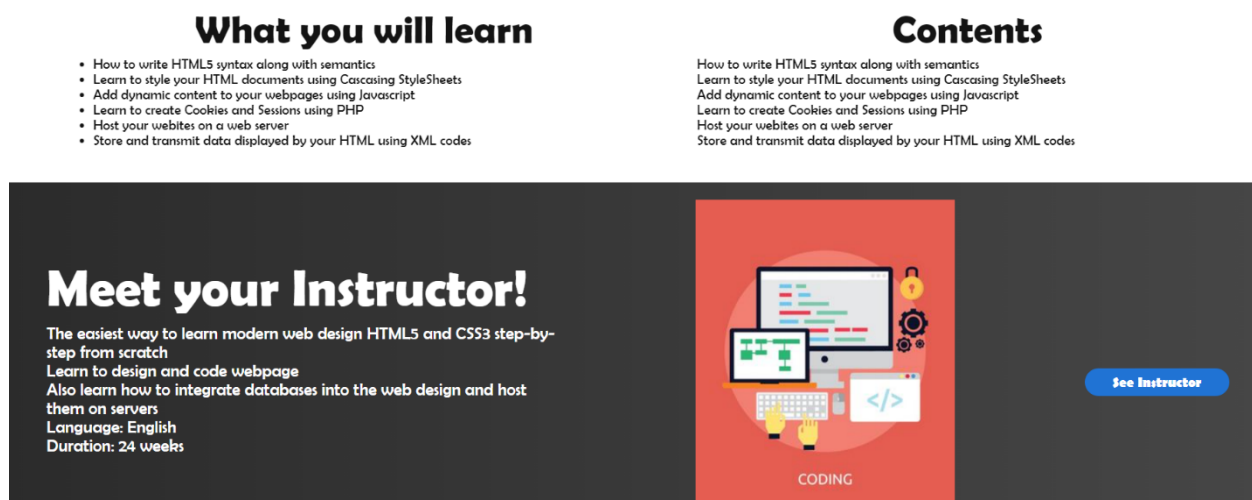 What you will learn
• How to write HTML5 syntax along with semantics
• Learn to style your HTML documents using Cascasing StyleSheets
• Add dynamic content to your webpages using Javascript
• Learn to create Cookies and Sessions using PHP
• Host your webites on a web server
• Store and transmit data displayed by your HTML using XML codes
Contents
How to write HTML5 syntax along with semantics
Learn to style your HTML documents using Cascasing StyleSheets
Add dynamic content to your webpages using Javascript
Learn to create Cookies and Sessions using PHP
Host your webites on a web server
Store and transmit data displayed by your HTML using XML codes
Meet your Instructor!
The easiest way to learn modern web design HTML5 and CSS3 step-by-
step from scratch
Learn to design and code webpage
Also learn how to integrate databases into the web design and host
them on servers
Language: English
Duration: 24 weeks
</>
CODING
See Instructor